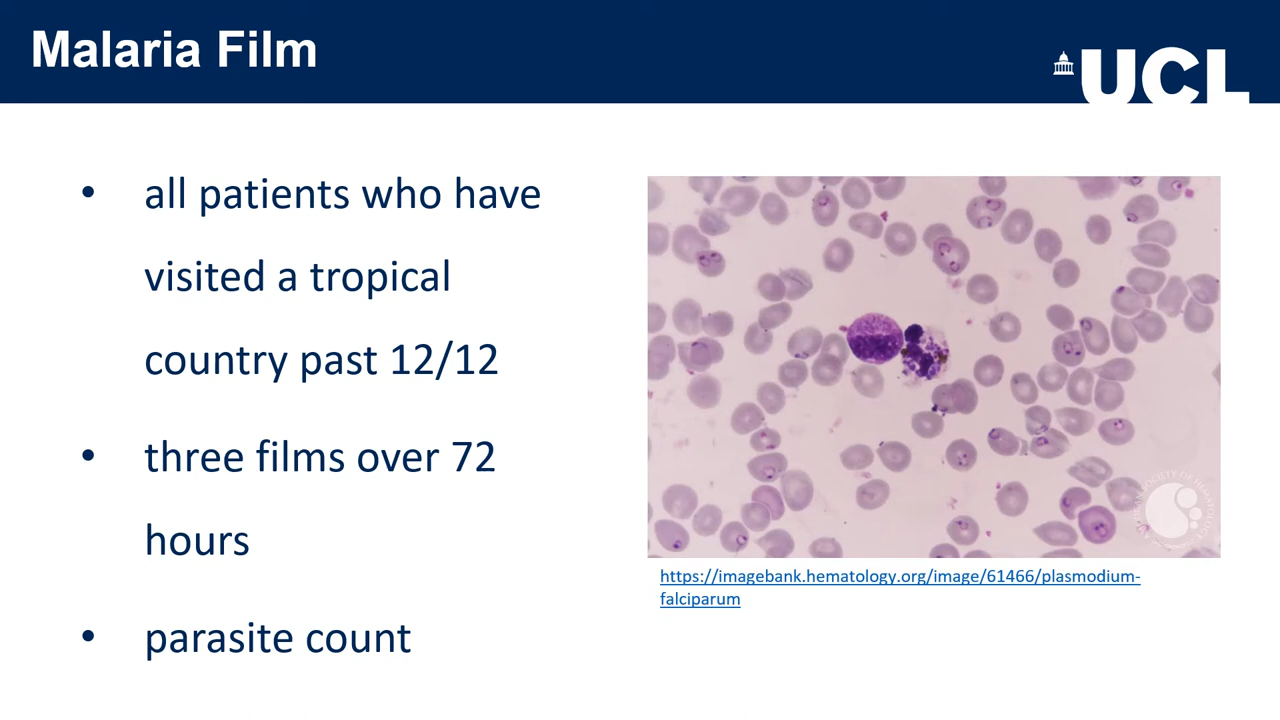 Malaria Film
UCL
• all patients who have
visited a tropical
country past 12/12
• three films over 72
hours
• parasite count
https://imagebank.hematology.org/image/61466/plasmodium-
falciparum